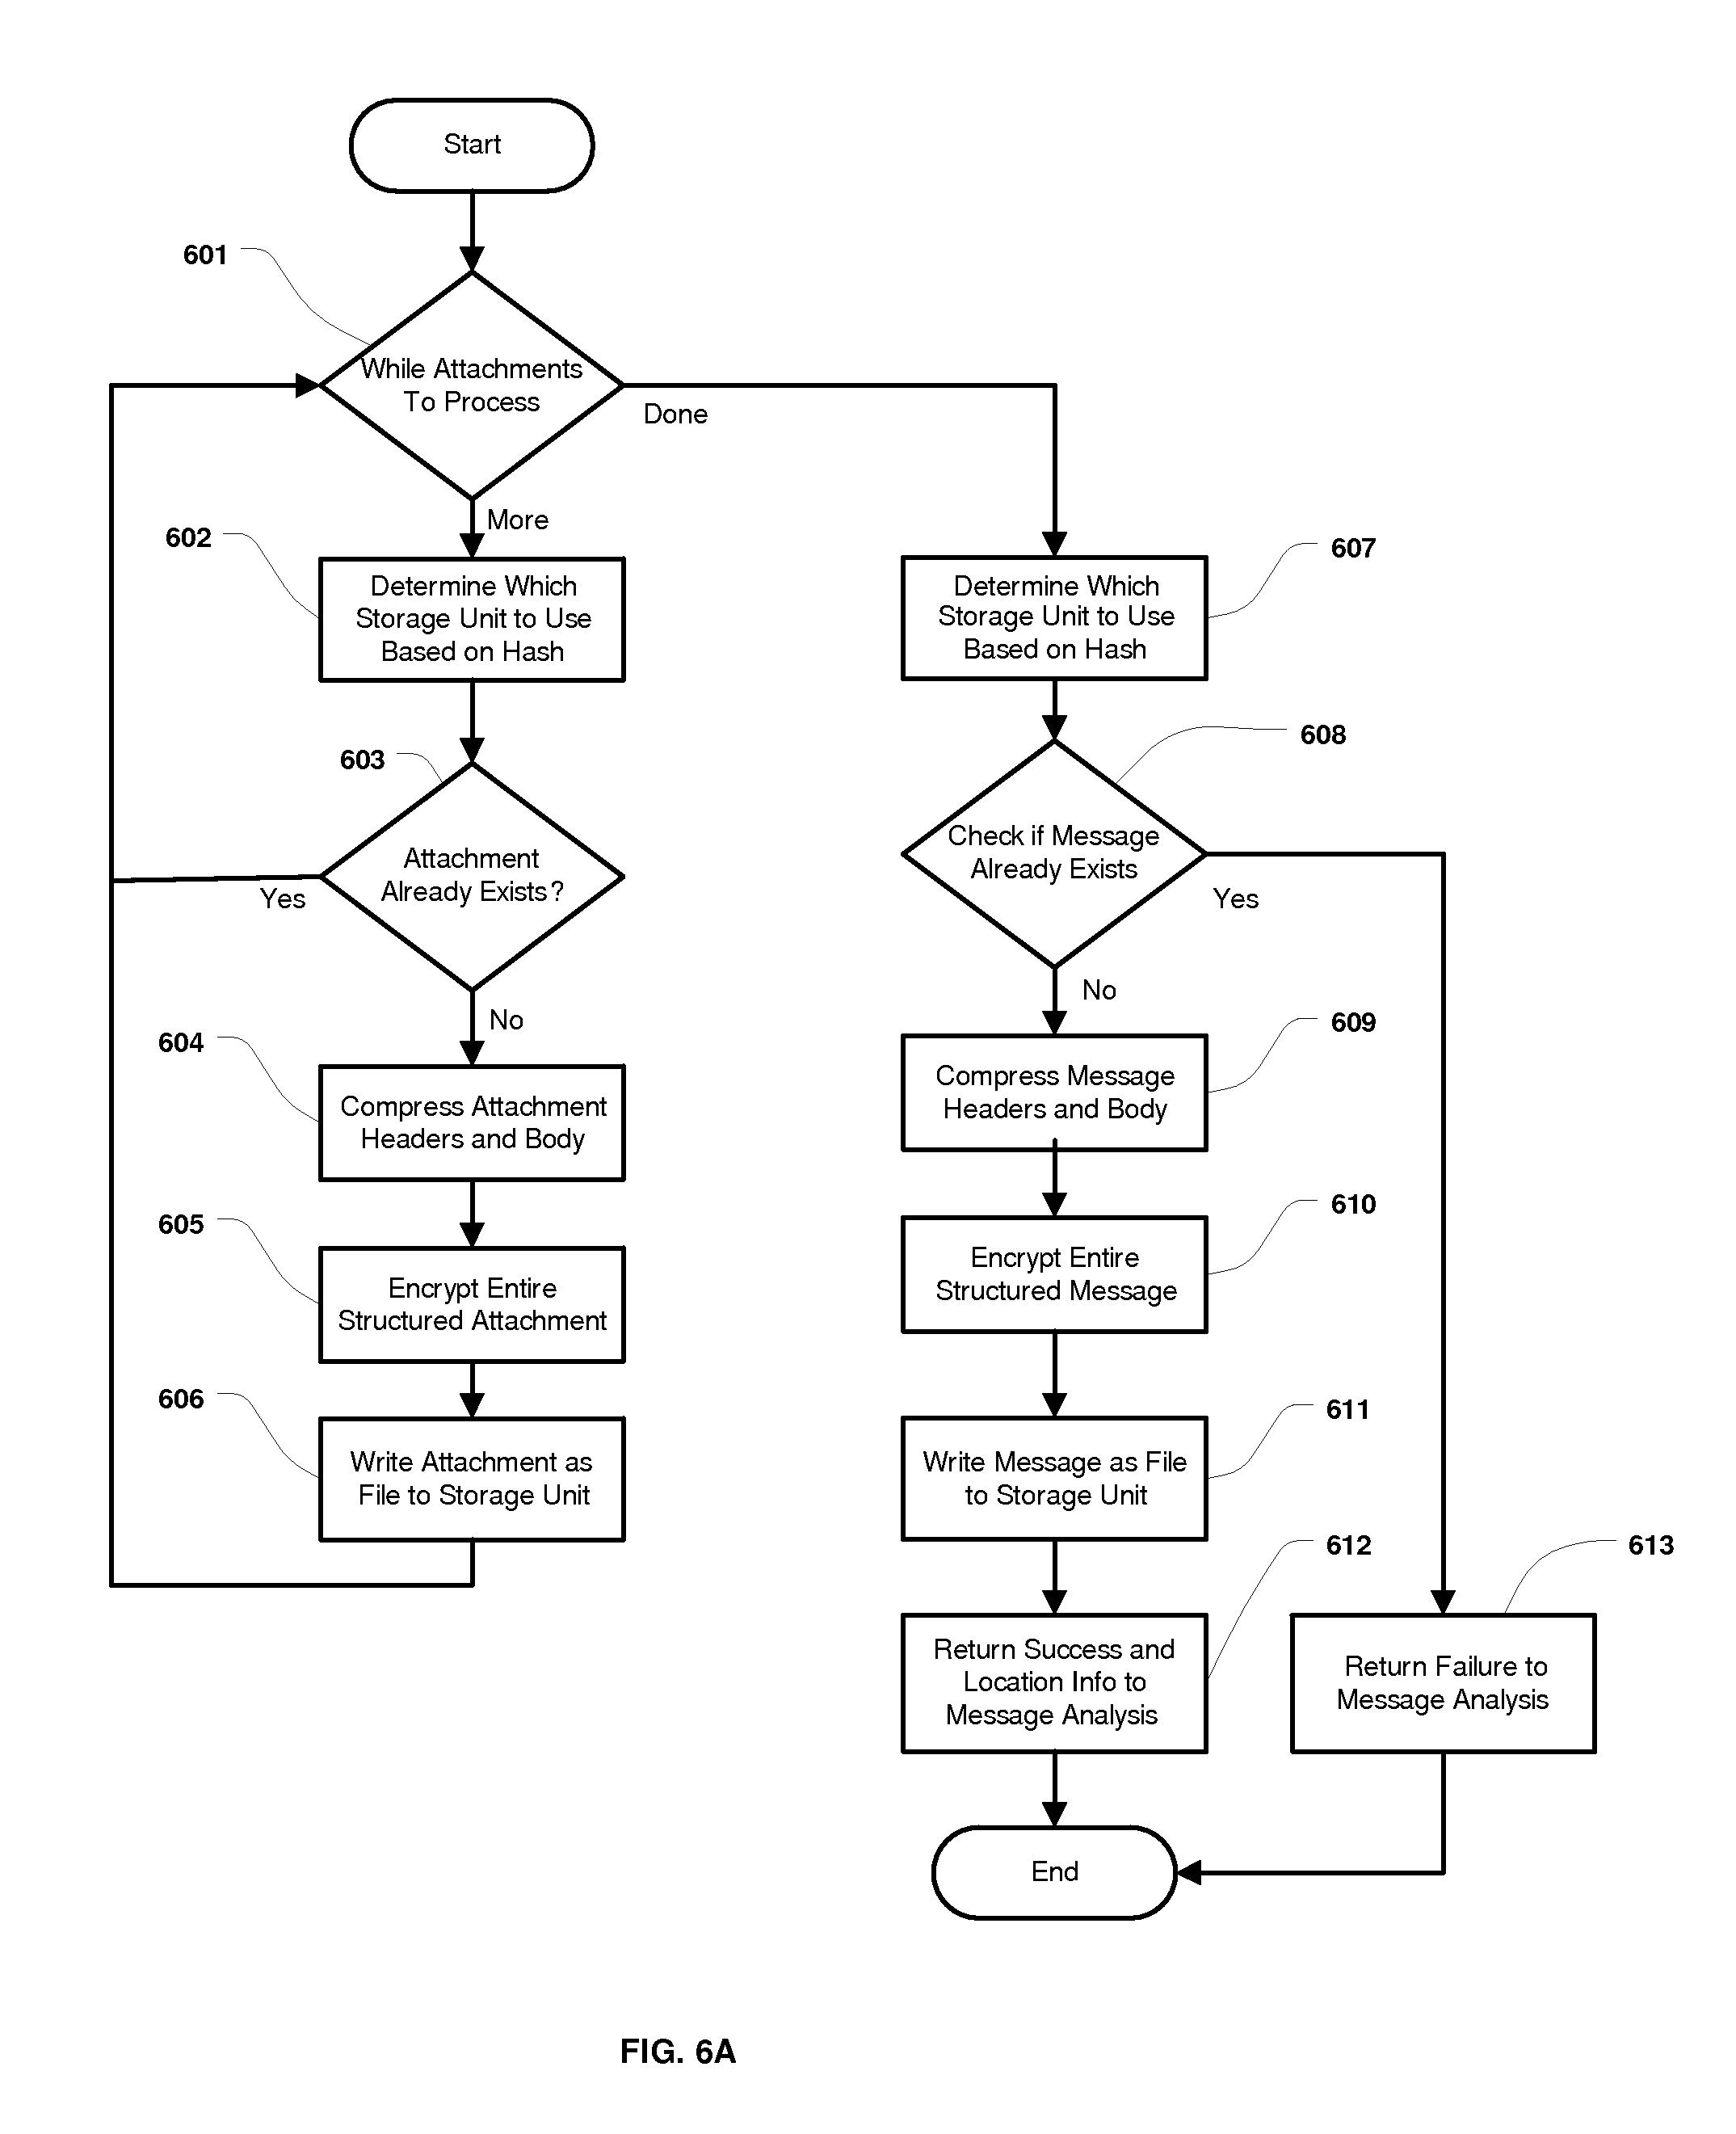 Start
601
While Attachments
To Process
Done
More
602
Determine Which
Storage Unit to Use
Based on Hash
603
Attachment
Already Exists?
Yes
No
604
Compress Attachment
Headers and Body
605
Encrypt Entire
Structured Attachment
606
Write Attachment as
File to Storage Unit
607
Determine Which
Storage Unit to Use
Based on Hash
608
Check if Message
Already Exists
Yes
No
609
Compress Message
Headers and Body
610
Encrypt Entire
Structured Message
611
Write Message as File
to Storage Unit
612
Return Success and
Location Info to
Message Analysis
613
Return Failure to
Message Analysis
End
FIG. 6A